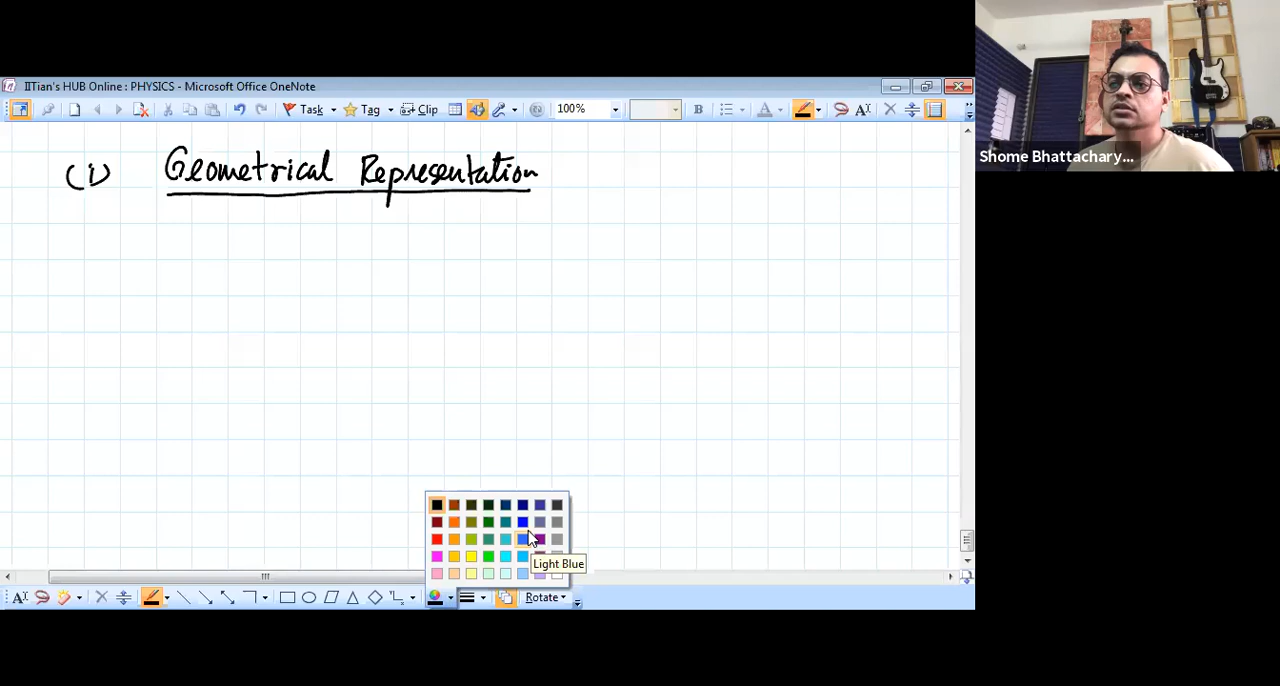 IITian's HUB Online : PHYSICS - Microsoft Office OneNote
Task
Tag
Clip
100%
B
A
(i) Geometrical Representation
Light Blue
Rotate
Shome Bhattachary...